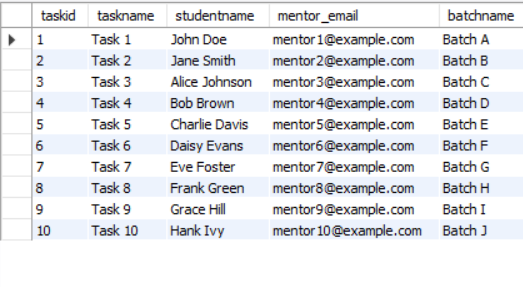 taskid taskname studentname mentor_email batchname
1 Task 1 John Doe mentor1@example.com Batch A
2 Task 2 Jane Smith mentor2@example.com Batch B
3 Task 3 Alice Johnson mentor3@example.com Batch C
4 Task 4 Bob Brown mentor4@example.com Batch D
5 Task 5 Charlie Davis mentor5@example.com Batch E
6 Task 6 Daisy Evans mentor6@example.com Batch F
7 Task 7 Eve Foster mentor7@example.com Batch G
8 Task 8 Frank Green mentor8@example.com Batch H
9 Task 9 Grace Hill mentor9@example.com Batch I
10 Task 10 Hank Ivy mentor10@example.com Batch J